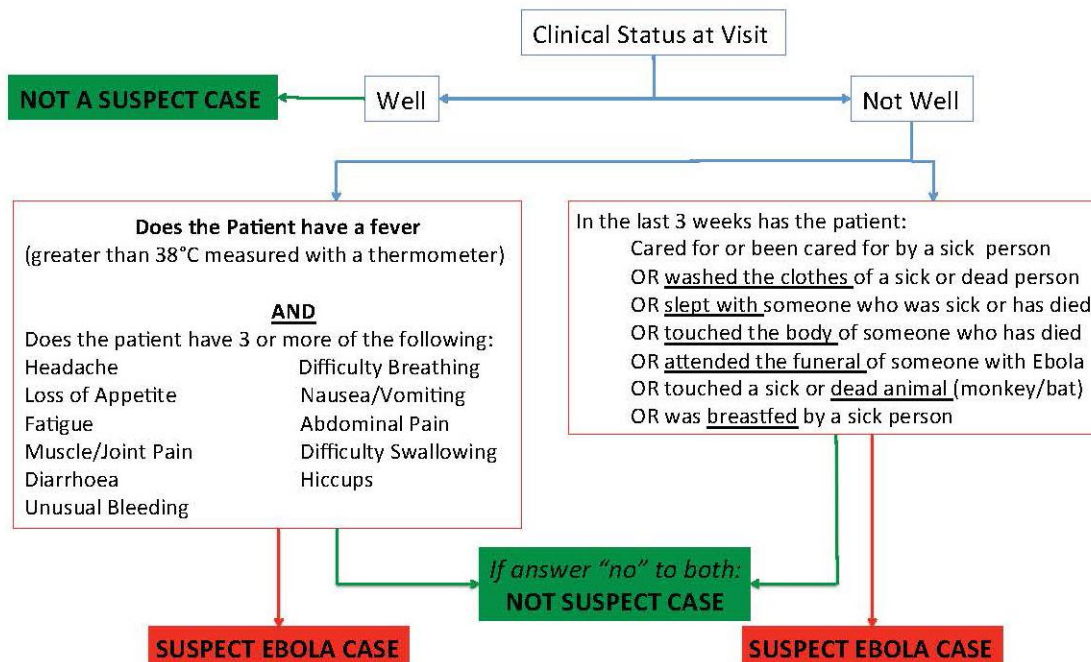 Clinical Status at Visit
NOT A SUSPECT CASE
Well
Not Well
Does the Patient have a fever
(greater than 38°C measured with a thermometer)
AND
Does the patient have 3 or more of the following:
Headache
Loss of Appetite
Fatigue
Muscle/Joint Pain
Diarrhoea
Unusual Bleeding
Difficulty Breathing
Nausea/Vomiting
Abdominal Pain
Difficulty Swallowing
Hiccups
In the last 3 weeks has the patient:
Cared for or been cared for by a sick person
OR washed the clothes of a sick or dead person
OR slept with someone who was sick or has died
OR touched the body of someone who has died
OR attended the funeral of someone with Ebola
OR touched a sick or dead animal (monkey/bat)
OR was breastfed by a sick person
If answer “no” to both:
NOT SUSPECT CASE
SUSPECT EBOLA CASE
SUSPECT EBOLA CASE